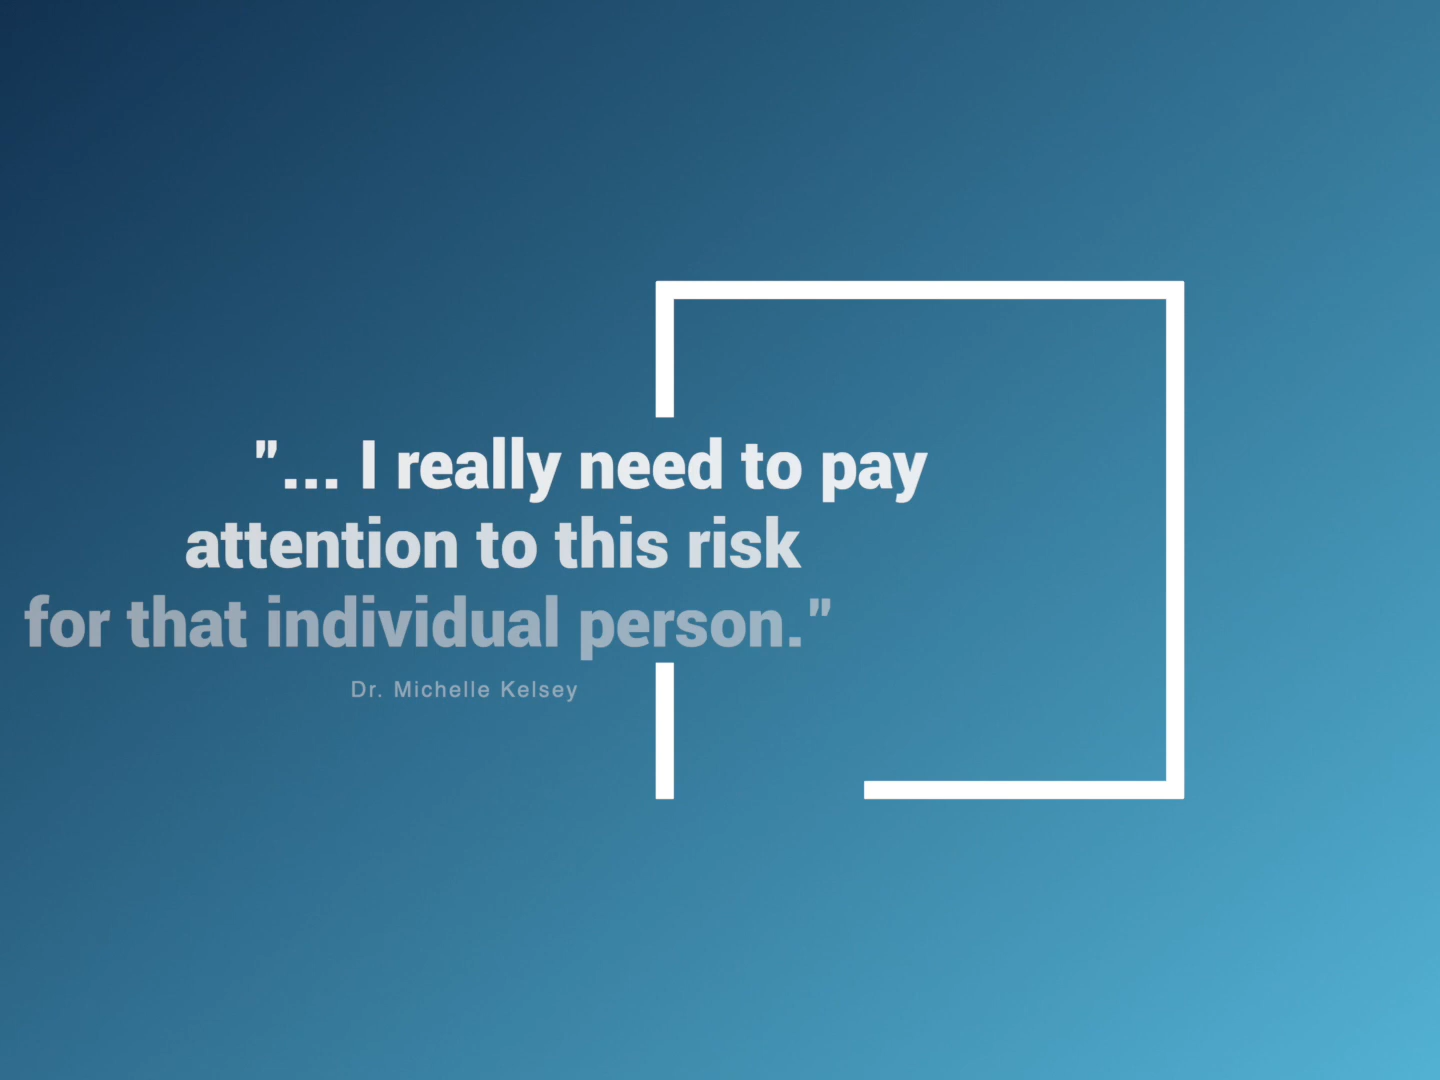 "... I really need to pay
attention to this risk
for that individual person."
Dr. Michelle Kelsey